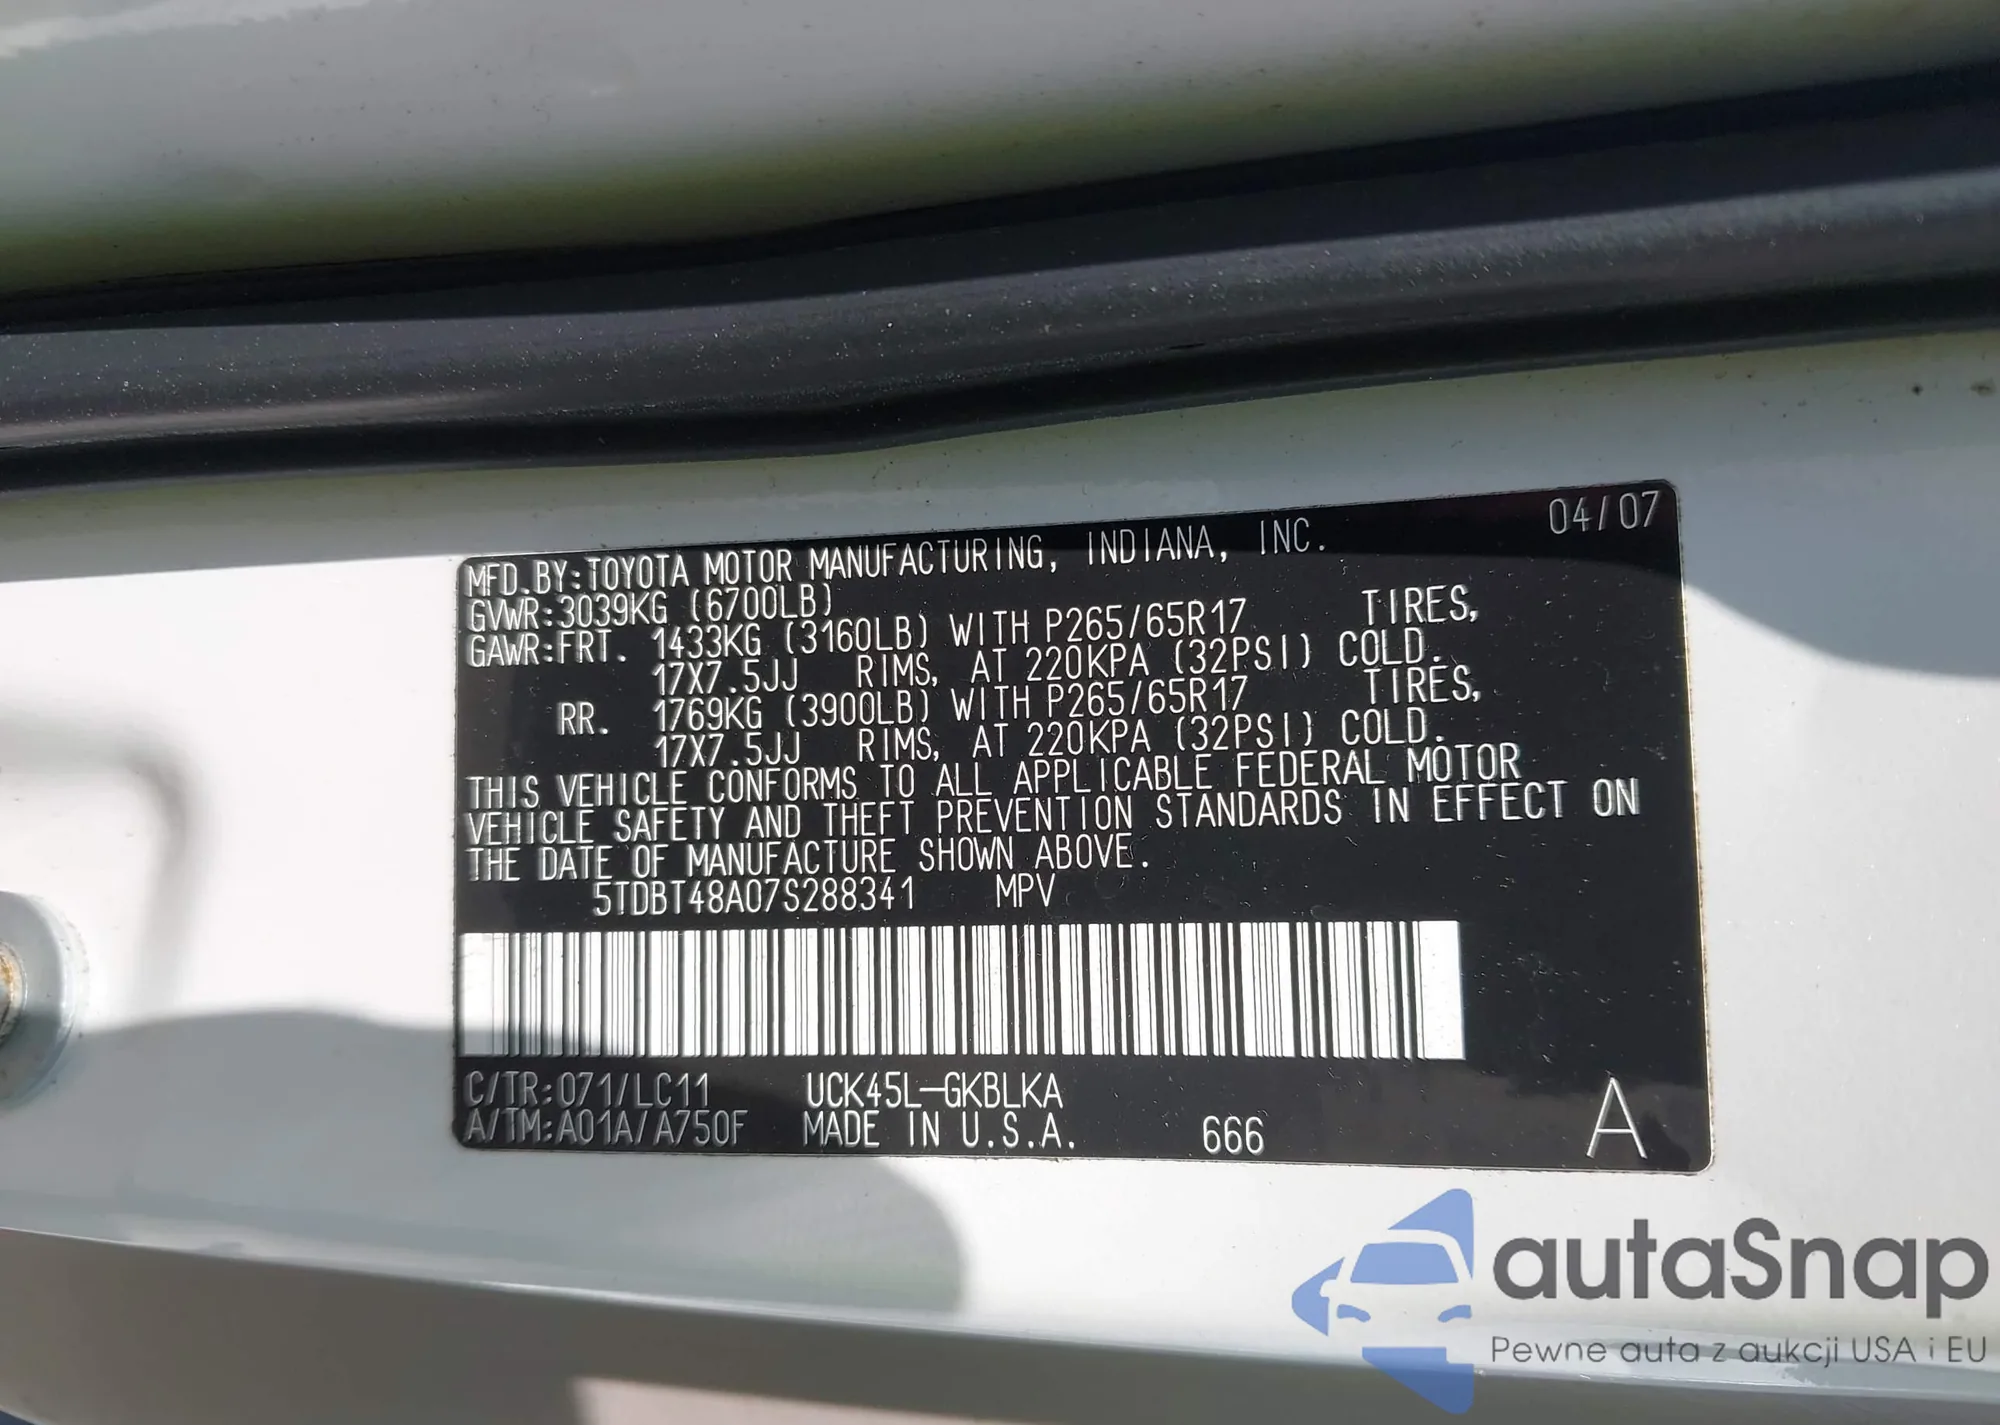 04/07
MFD.BY:TOYOTA MOTOR MANUFACTURING, INDIANA, INC.
GVWR:3039KG (6700LB)
GAWR:FRT. 1433KG (3160LB) WITH P265/65R17 TIRES,
17X7.5JJ RIMS, AT 220KPA (32PSI) COLD.
RR. 1769KG (3900LB) WITH P265/65R17 TIRES,
17X7.5JJ RIMS, AT 220KPA (32PSI) COLD.
THIS VEHICLE CONFORMS TO ALL APPLICABLE FEDERAL MOTOR
VEHICLE SAFETY AND THEFT PREVENTION STANDARDS IN EFFECT ON
THE DATE OF MANUFACTURE SHOWN ABOVE.
5TDBT48A07S288341 MPV
C/TR:071/LC11 UCK45L-GKBLKA
A/TM:A01A/A750F MADE IN U.S.A. 666 A
autaSnap
Pewne auta z aukcji USA i EU